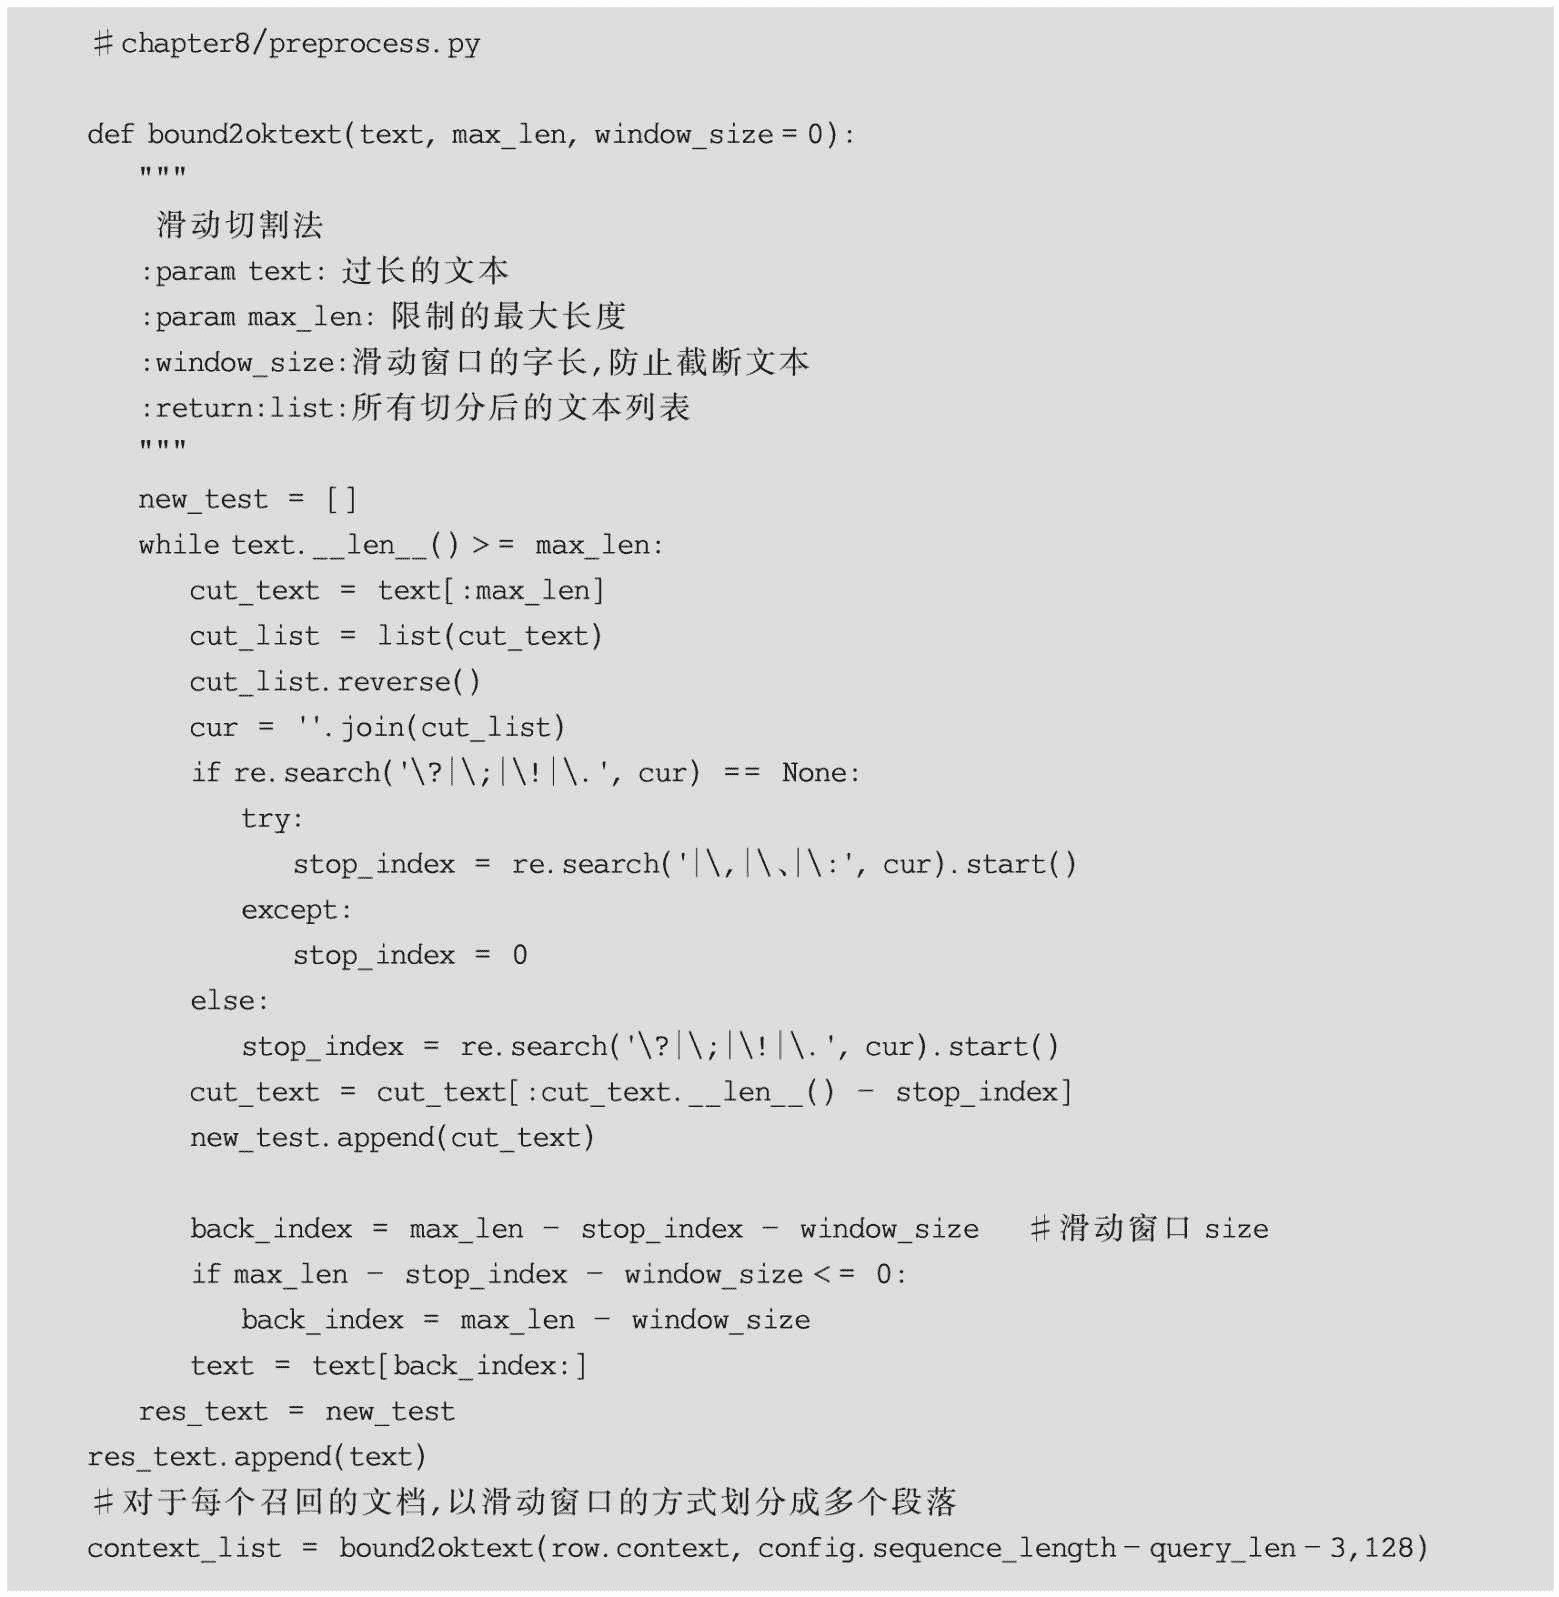 #chapter8/preprocess.py

def bound2oktext(text, max_len, window_size=0):
    """
     滑动切割法
    :param text: 过长的文本
    :param max_len: 限制的最大长度
    :window_size:滑动窗口的字长,防止截断文本
    :return:list:所有切分后的文本列表
    """
    new_test = []
    while text.__len__() >= max_len:
        cut_text = text[:max_len]
        cut_list = list(cut_text)
        cut_list.reverse()
        cur = ''.join(cut_list)
        if re.search('\?|\;|\!|\.', cur) == None:
            try:
                stop_index = re.search('|\,|\、|\:', cur).start()
            except:
                stop_index = 0
        else:
            stop_index = re.search('\?|\;|\!|\.', cur).start()
        cut_text = cut_text[:cut_text.__len__() - stop_index]
        new_test.append(cut_text)

        back_index = max_len - stop_index - window_size   #滑动窗口 size
        if max_len - stop_index - window_size <= 0:
            back_index = max_len - window_size
        text = text[back_index:]
    res_text = new_test
res_text.append(text)
#对于每个召回的文档,以滑动窗口的方式划分成多个段落
context_list = bound2oktext(row.context, config.sequence_length-query_len-3,128)